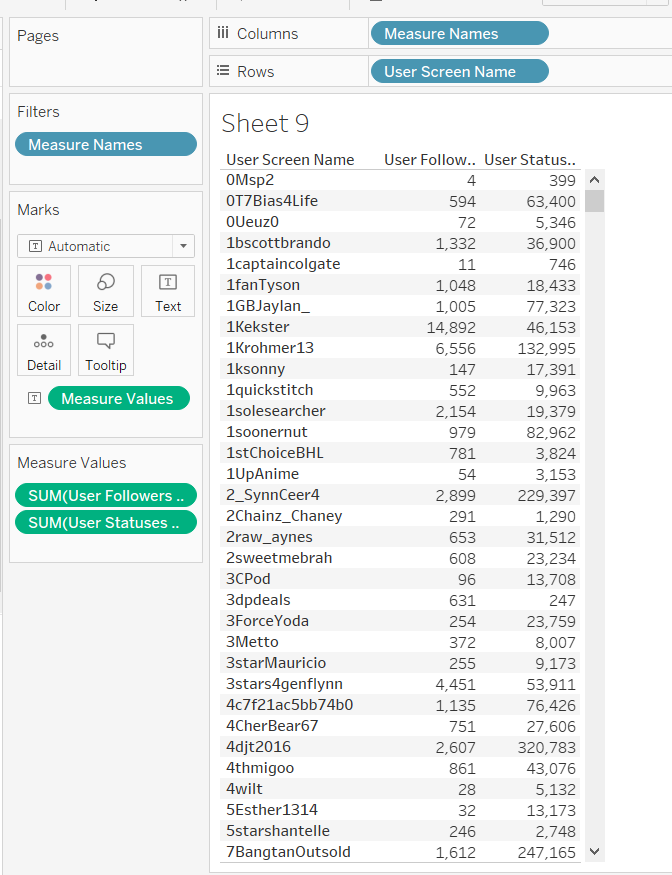 Pages
Columns
Measure Names
Rows
User Screen Name
Filters
Measure Names
Marks
Automatic
Color
Size
Text
Detail
Tooltip
Measure Values
Measure Values
SUM(User Followers ..
SUM(User Statuses ..
Sheet 9
User Screen Name User Follow.. User Status..
0Msp2 4 399
0T7Bias4Life 594 63,400
0Ueuz0 72 5,346
1bscottbrando 1,332 36,900
1captaincolgate 11 746
1fanTyson 1,048 18,433
1GBJaylan_ 1,005 77,323
1Kekster 14,892 46,153
1Krohmer13 6,556 132,995
1ksonny 147 17,391
1quickstitch 552 9,963
1solesearcher 2,154 19,379
1soonernut 979 82,962
1stChoiceBHL 781 3,824
1UpAnime 54 3,153
2_SynnCeer4 2,899 229,397
2Chainz_Chaney 291 1,290
2raw_aynes 653 31,512
2sweetmebrah 608 23,234
3CPod 96 13,708
3dpdeals 631 247
3ForceYoda 254 23,759
3Metto 372 8,007
3starMauricio 255 9,173
3stars4genflynn 4,451 53,911
4c7f21ac5bb74b0 1,135 76,426
4CherBear67 751 27,606
4djt2016 2,607 320,783
4thmigoo 861 43,076
4wilt 28 5,132
5Esther1314 32 13,173
5starshantelle 246 2,748
7BangtanOutsold 1,612 247,165